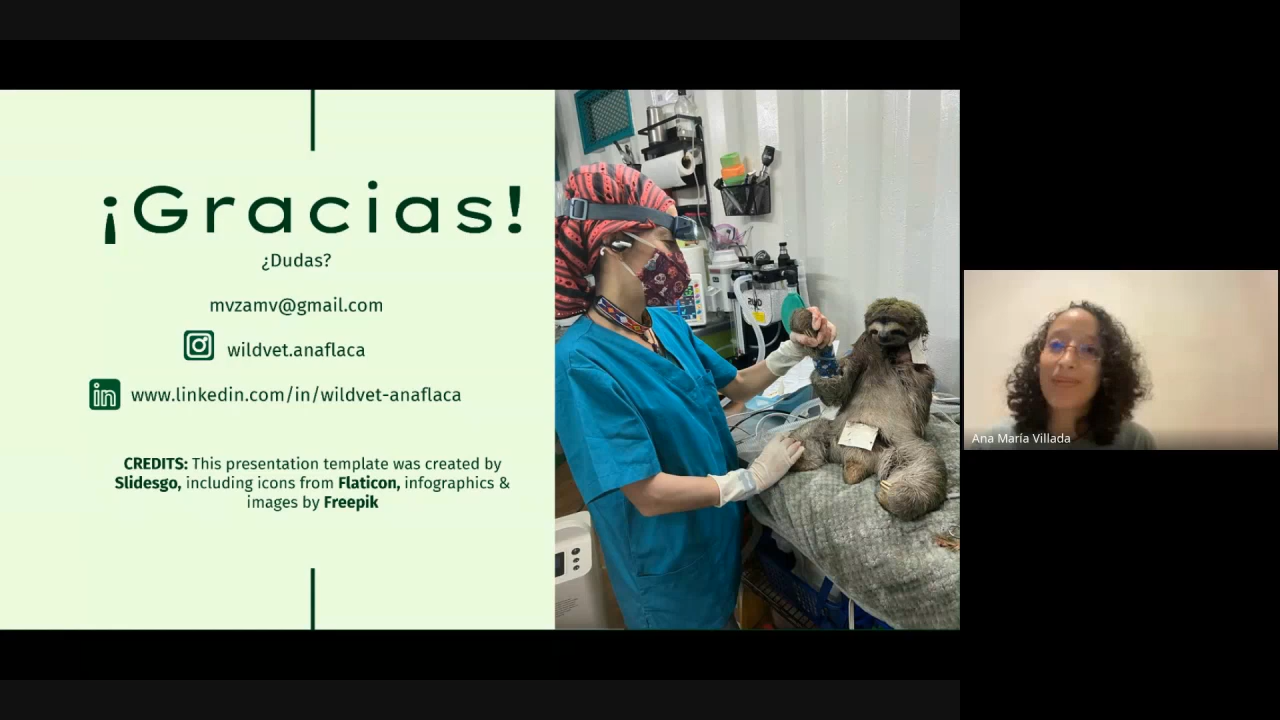 ¡Gracias!
¿Dudas?
mvzamv@gmail.com
wildvet.anaflaca
in www.linkedin.com/in/wildvet-anaflaca
CREDITS: This presentation template was created by
Slidesgo, including icons from Flaticon, infographics &
images by Freepik
Ana María Villada